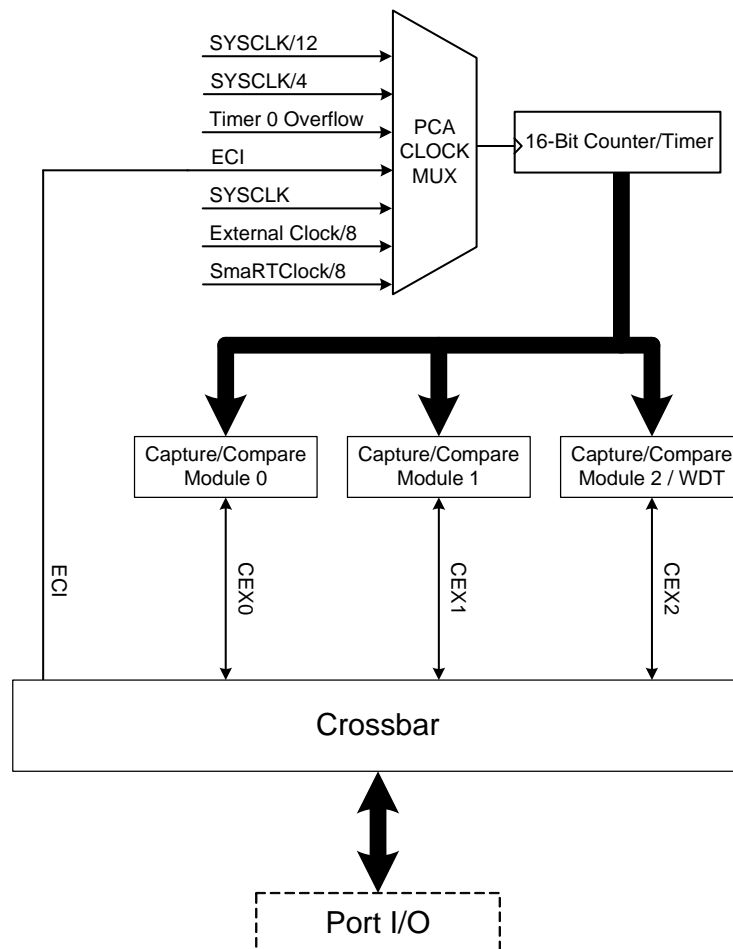 SYSCLK/12
SYSCLK/4
Timer 0 Overflow
ECI
SYSCLK
External Clock/8
SmaRTClock/8
PCA
CLOCK
MUX
16-Bit Counter/Timer
Capture/Compare
Module 0
Capture/Compare
Module 1
Capture/Compare
Module 2 / WDT
ECI
CEX0
CEX1
CEX2
Crossbar
Port I/O